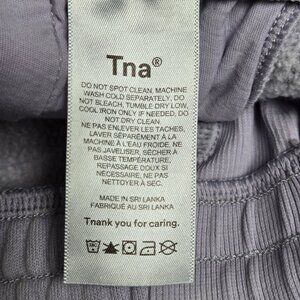 Tna®
DO NOT SPOT CLEAN, MACHINE
WASH COLD SEPARATELY, DO
NOT BLEACH, TUMBLE DRY LOW,
COOL IRON ONLY IF NEEDED, DO
NOT DRY CLEAN.
NE PAS ENLEVER LES TACHES,
LAVER SÉPARÉMENT À LA
MACHINE À L'EAU FROIDE, NE
PAS JAVELISER, SÉCHER À
BASSE TEMPÉRATURE,
REPASSAGE DOUX SI
NÉCESSAIRE, NE PAS
NETTOYER À SEC.
MADE IN SRI LANKA
FABRIQUÉ AU SRI LANKA
Tnank you for caring.